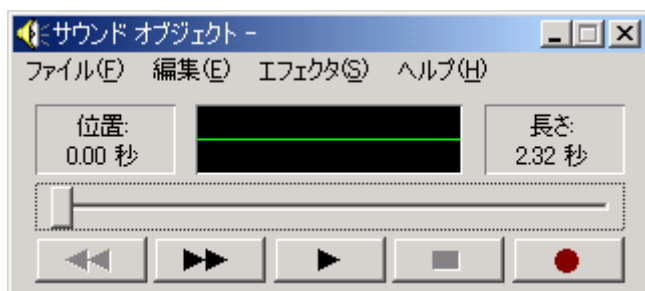 サウンド オブジェクト -
ファイル(F) 編集(E) エフェクタ(S) ヘルプ(H)
位置:
0.00 秒
長さ:
2.32 秒